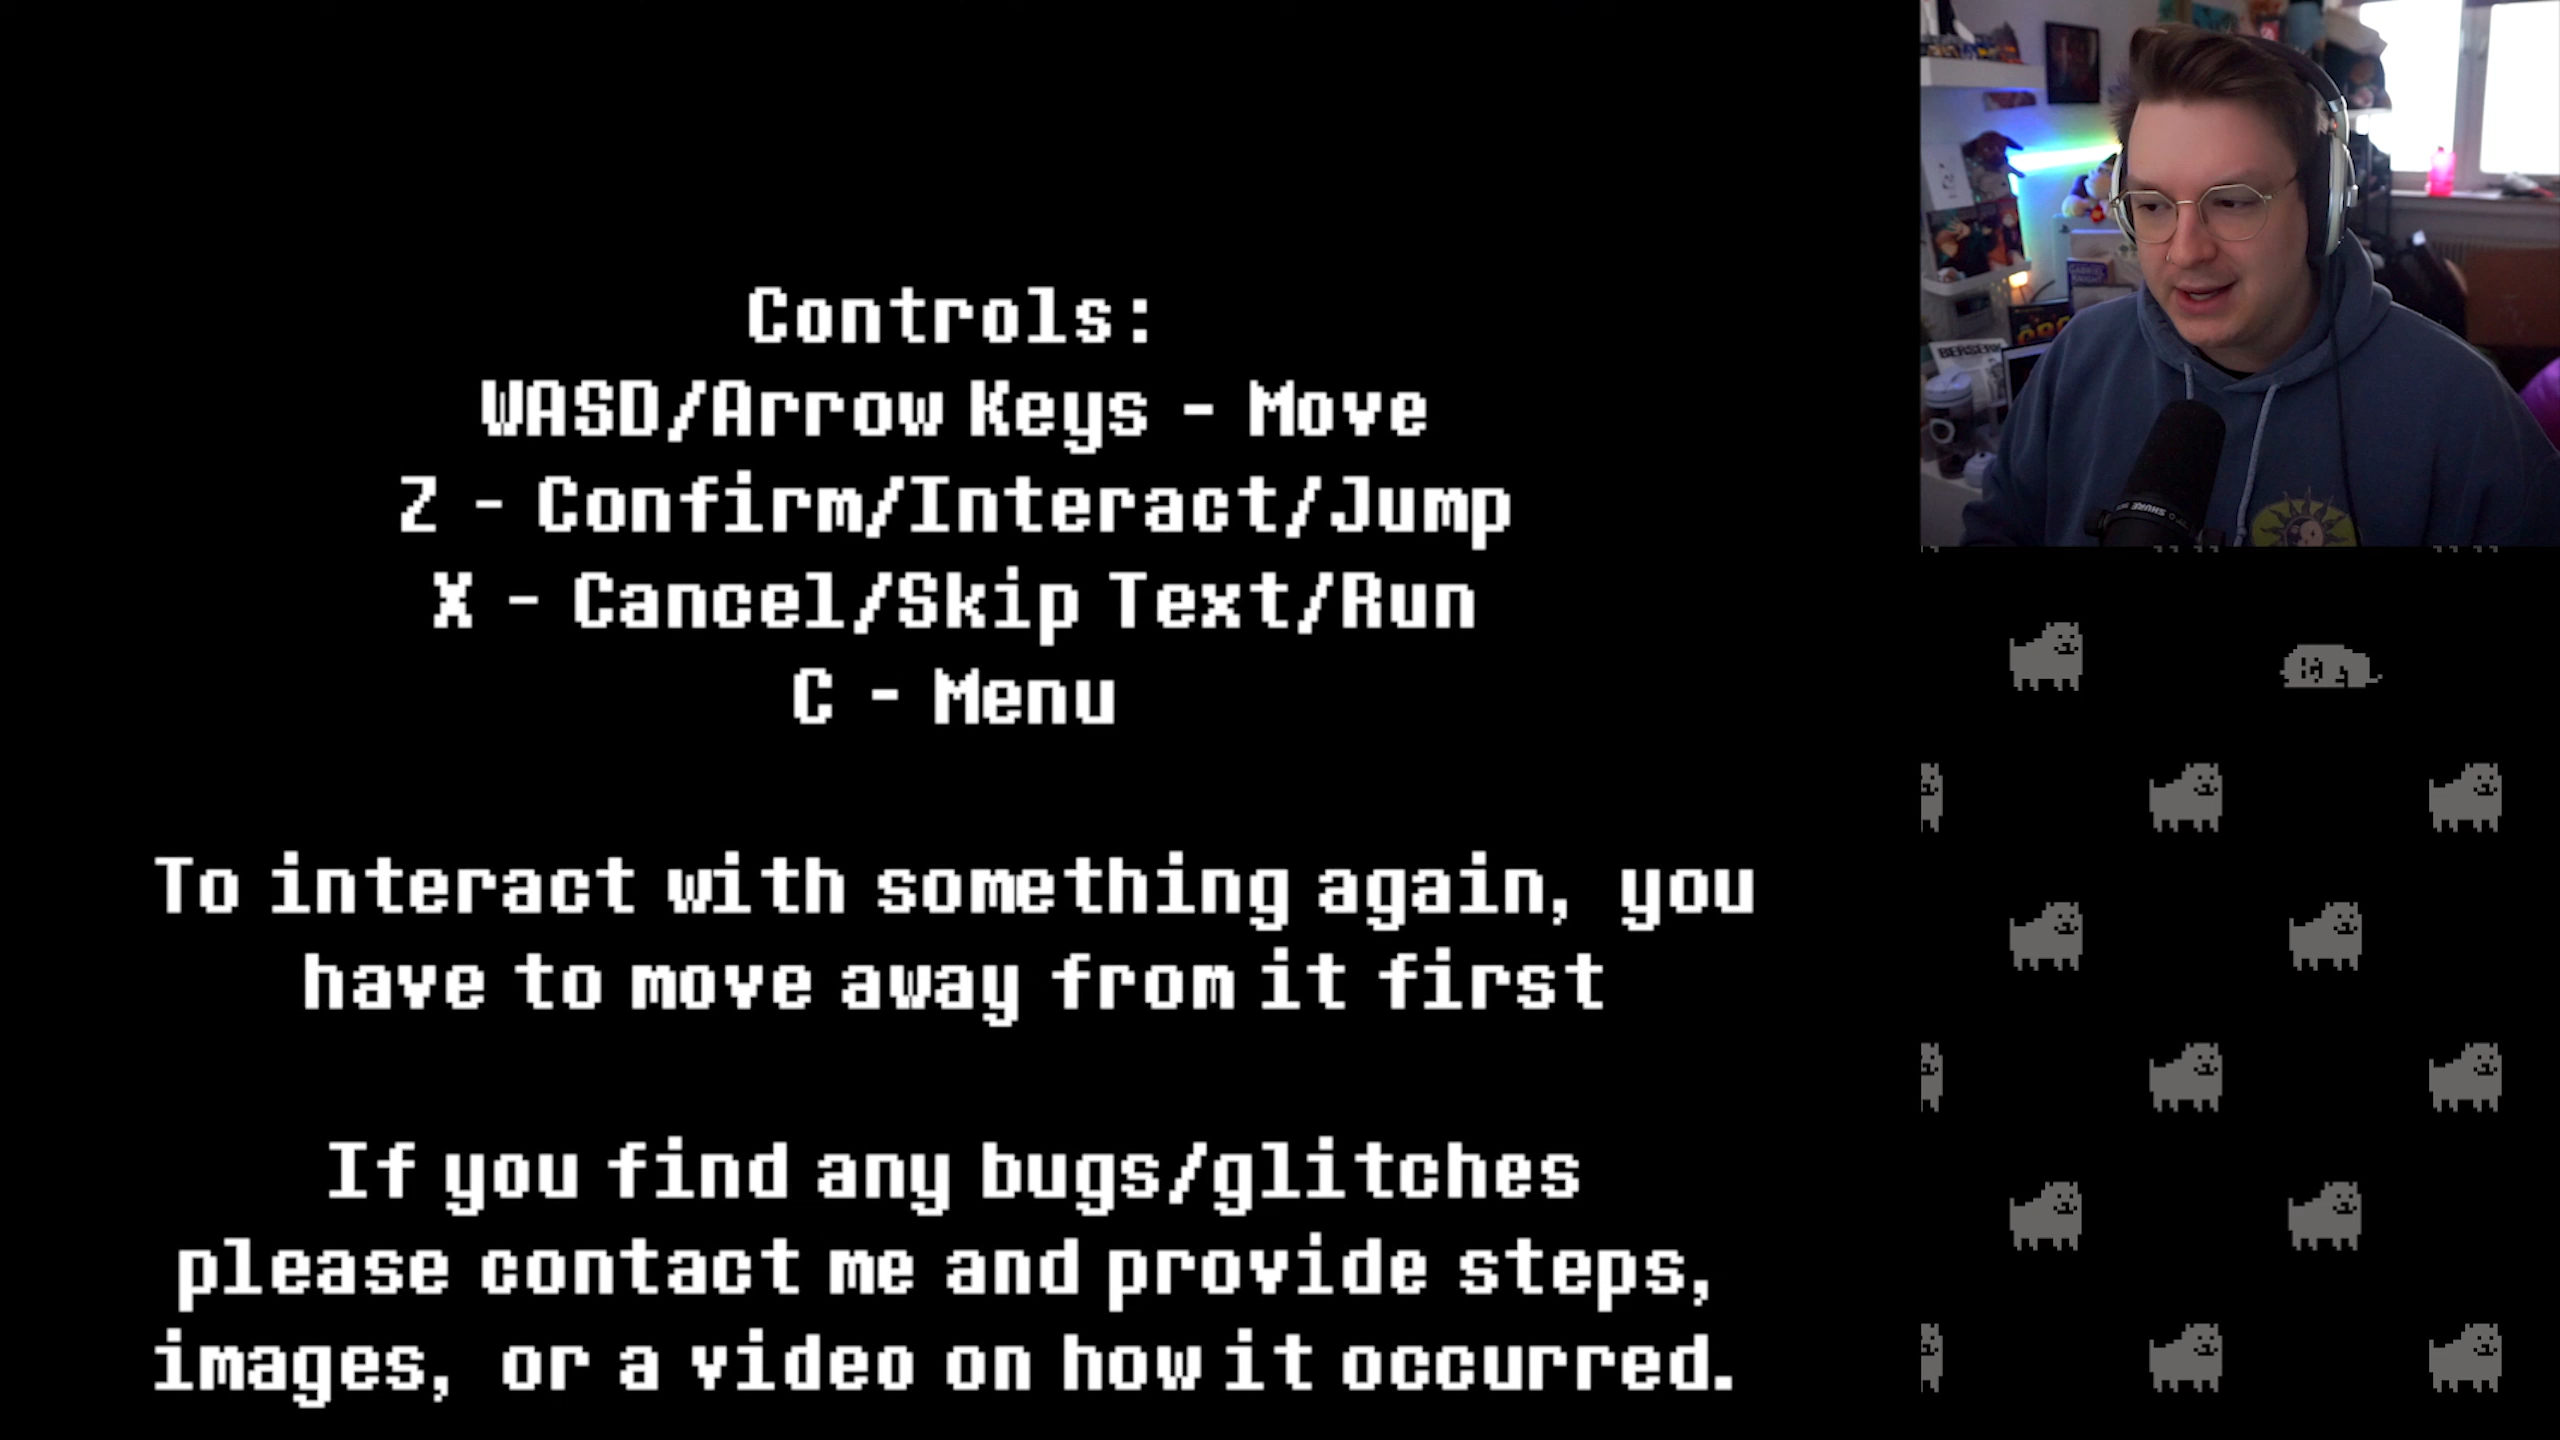 Controls:
WASD/Arrow Keys - Move
Z - Confirm/Interact/Jump
X - Cancel/Skip Text/Run
C - Menu
To interact with something again, you
have to move away from it first
If you find any bugs/glitches
please contact me and provide steps,
images, or a video on how it occurred.
BERSERK
SHURE